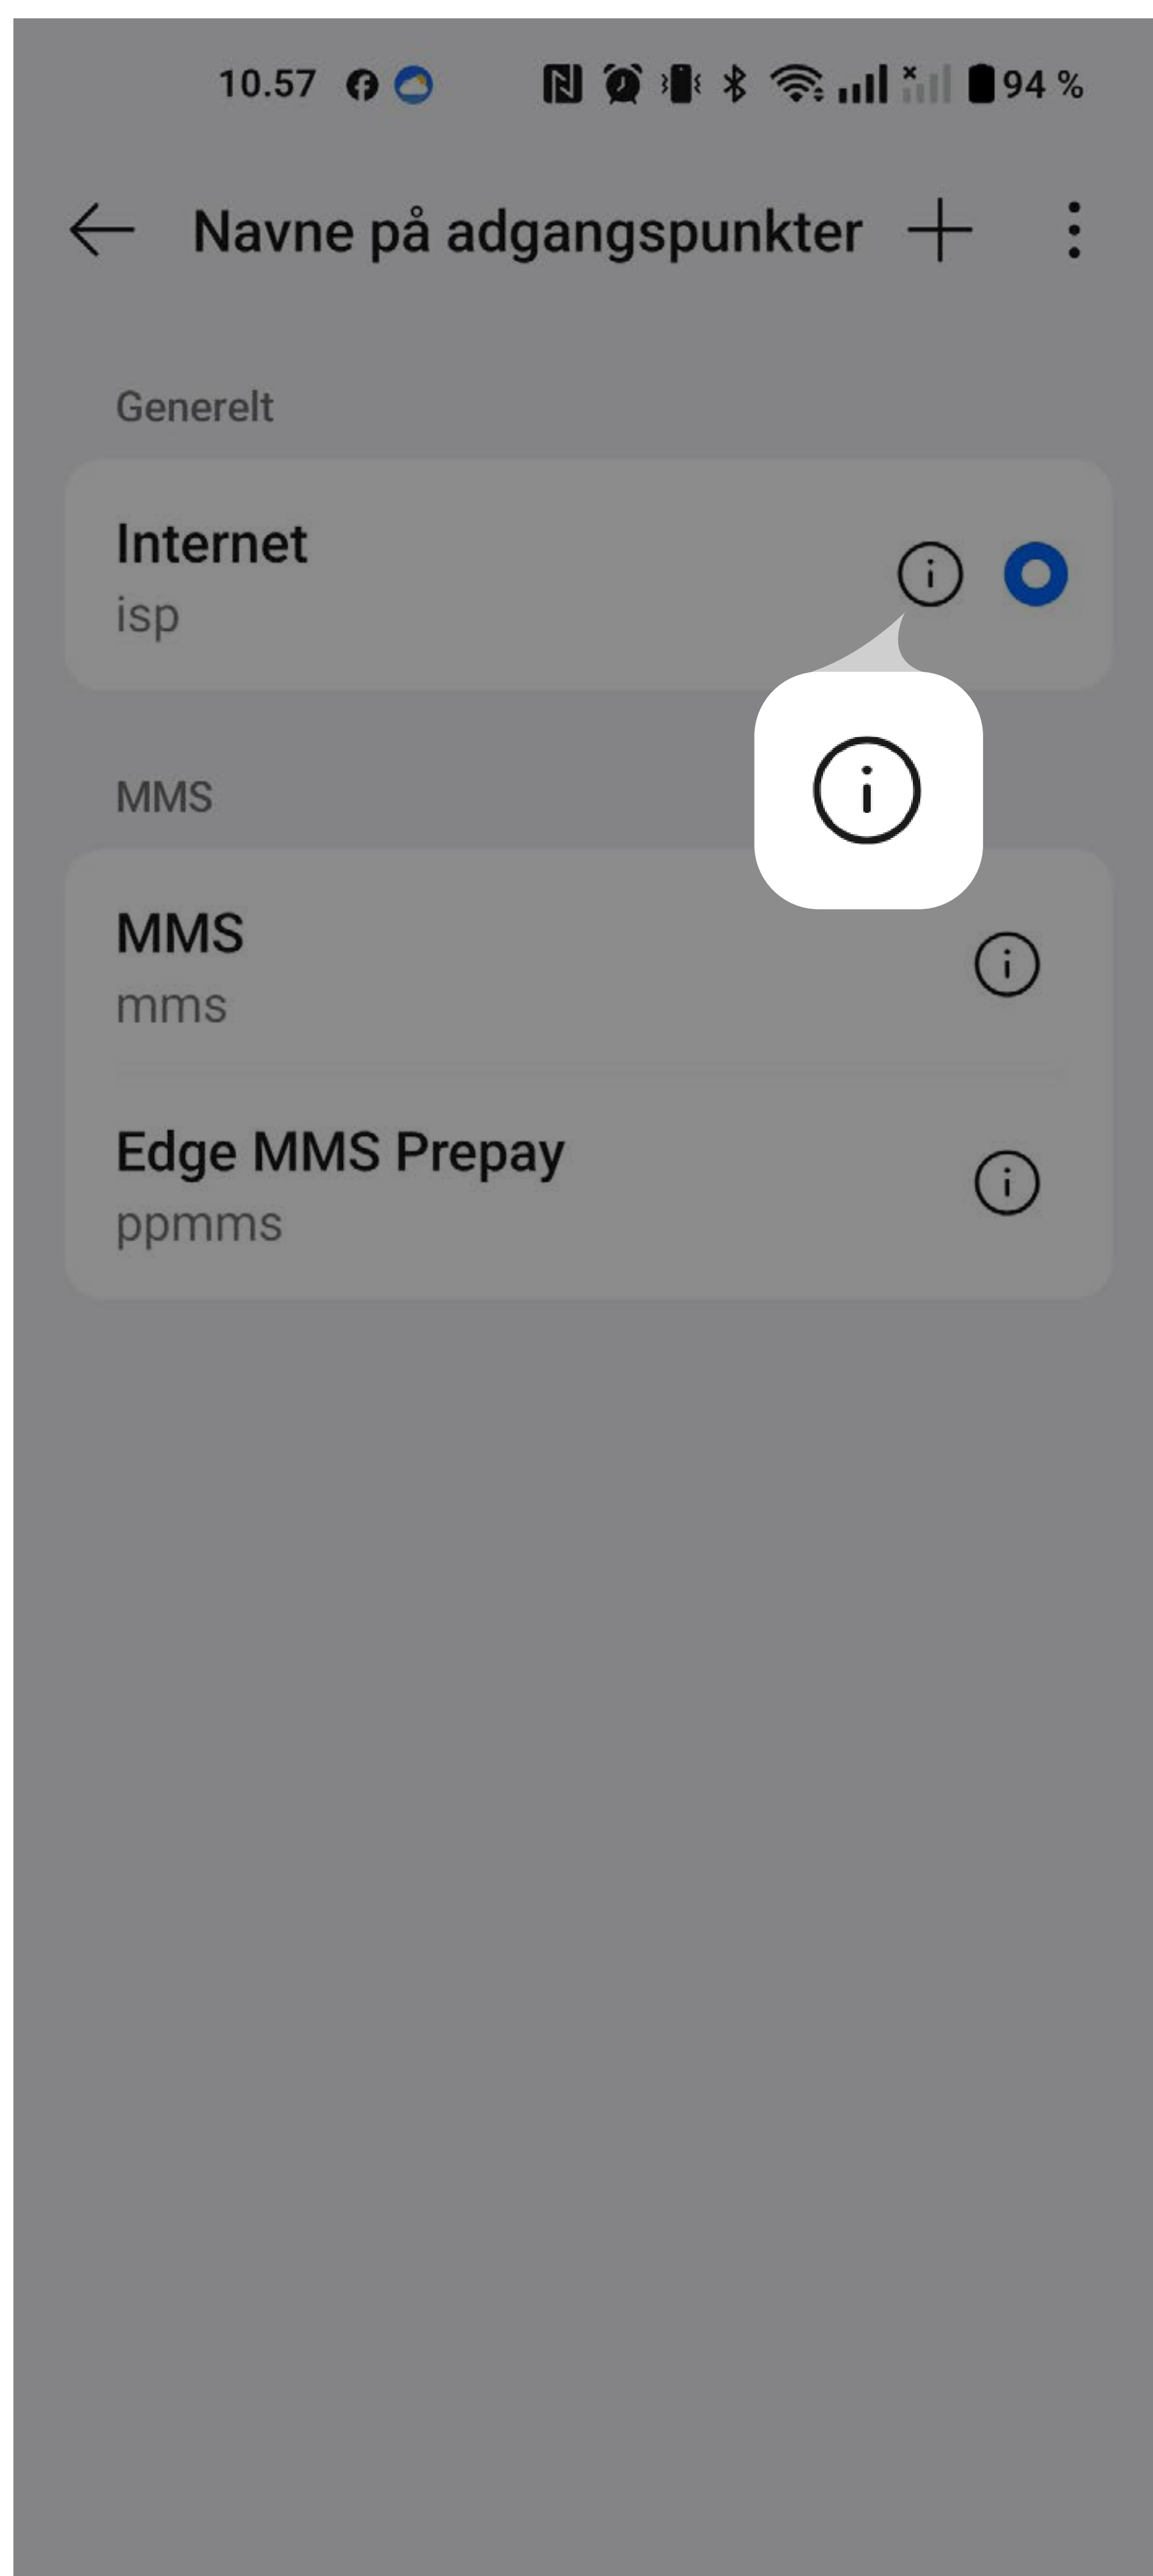 10.57 94 %
Navne på adgangspunkter
Generelt
Internet
isp
MMS
MMS
mms
Edge MMS Prepay
ppmms